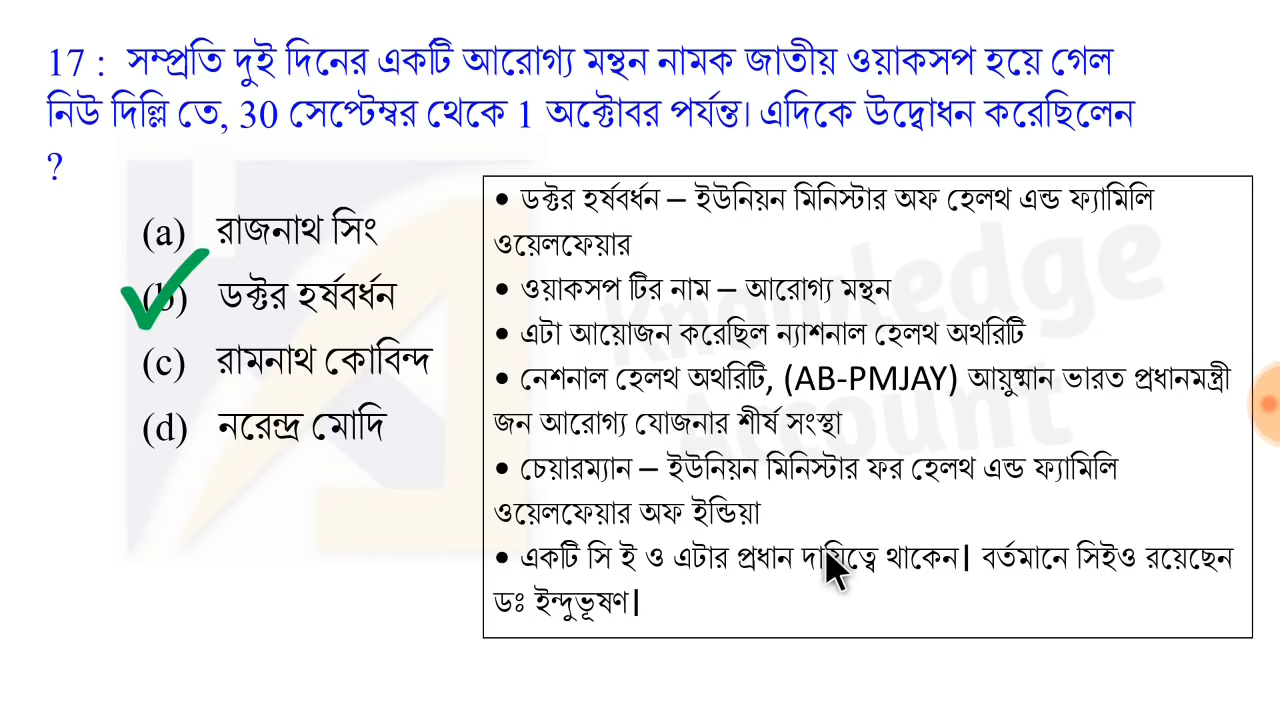 17 : সম্প্রতি দুই দিনের একটি আরোগ্য মন্থন নামক জাতীয় ওয়াকসপ হয়ে গেল
নিউ দিল্লি তে, 30 সেপ্টেম্বর থেকে 1 অক্টোবর পর্যন্ত। এদিকে উদ্বোধন করেছিলেন
?
(a) রাজনাথ সিং
(b) ডক্টর হর্ষবর্ধন
(c) রামনাথ কোবিন্দ
(d) নরেন্দ্র মোদি
• ডক্টর হর্ষবর্ধন – ইউনিয়ন মিনিস্টার অফ হেলথ এন্ড ফ্যামিলি
ওয়েলফেয়ার
• ওয়াকসপ টির নাম – আরোগ্য মন্থন
• এটা আয়োজন করেছিল ন্যাশনাল হেলথ অথরিটি
• নেশনাল হেলথ অথরিটি, (AB-PMJAY) আয়ুষ্মান ভারত প্রধানমন্ত্রী
জন আরোগ্য যোজনার শীর্ষ সংস্থা
• চেয়ারম্যান – ইউনিয়ন মিনিস্টার ফর হেলথ এন্ড ফ্যামিলি
ওয়েলফেয়ার অফ ইন্ডিয়া
• একটি সি ই ও এটার প্রধান দায়িত্বে থাকেন| বর্তমানে সিইও রয়েছেন
ডঃ ইন্দুভূষণ|
Knowledge
Account